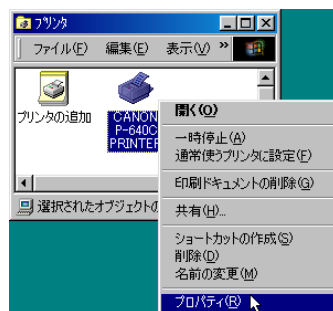 プリンタ
ファイル(F) 編集(E) 表示(V) »
プリンタの追加
CANON
P-640C
PRINTER
開く(O)
一時停止(A)
通常使うプリンタに設定(F)
印刷ドキュメントの削除(G)
共有(H)...
ショートカットの作成(S)
削除(D)
名前の変更(M)
プロパティ(R)
選択されたオブジェクトの